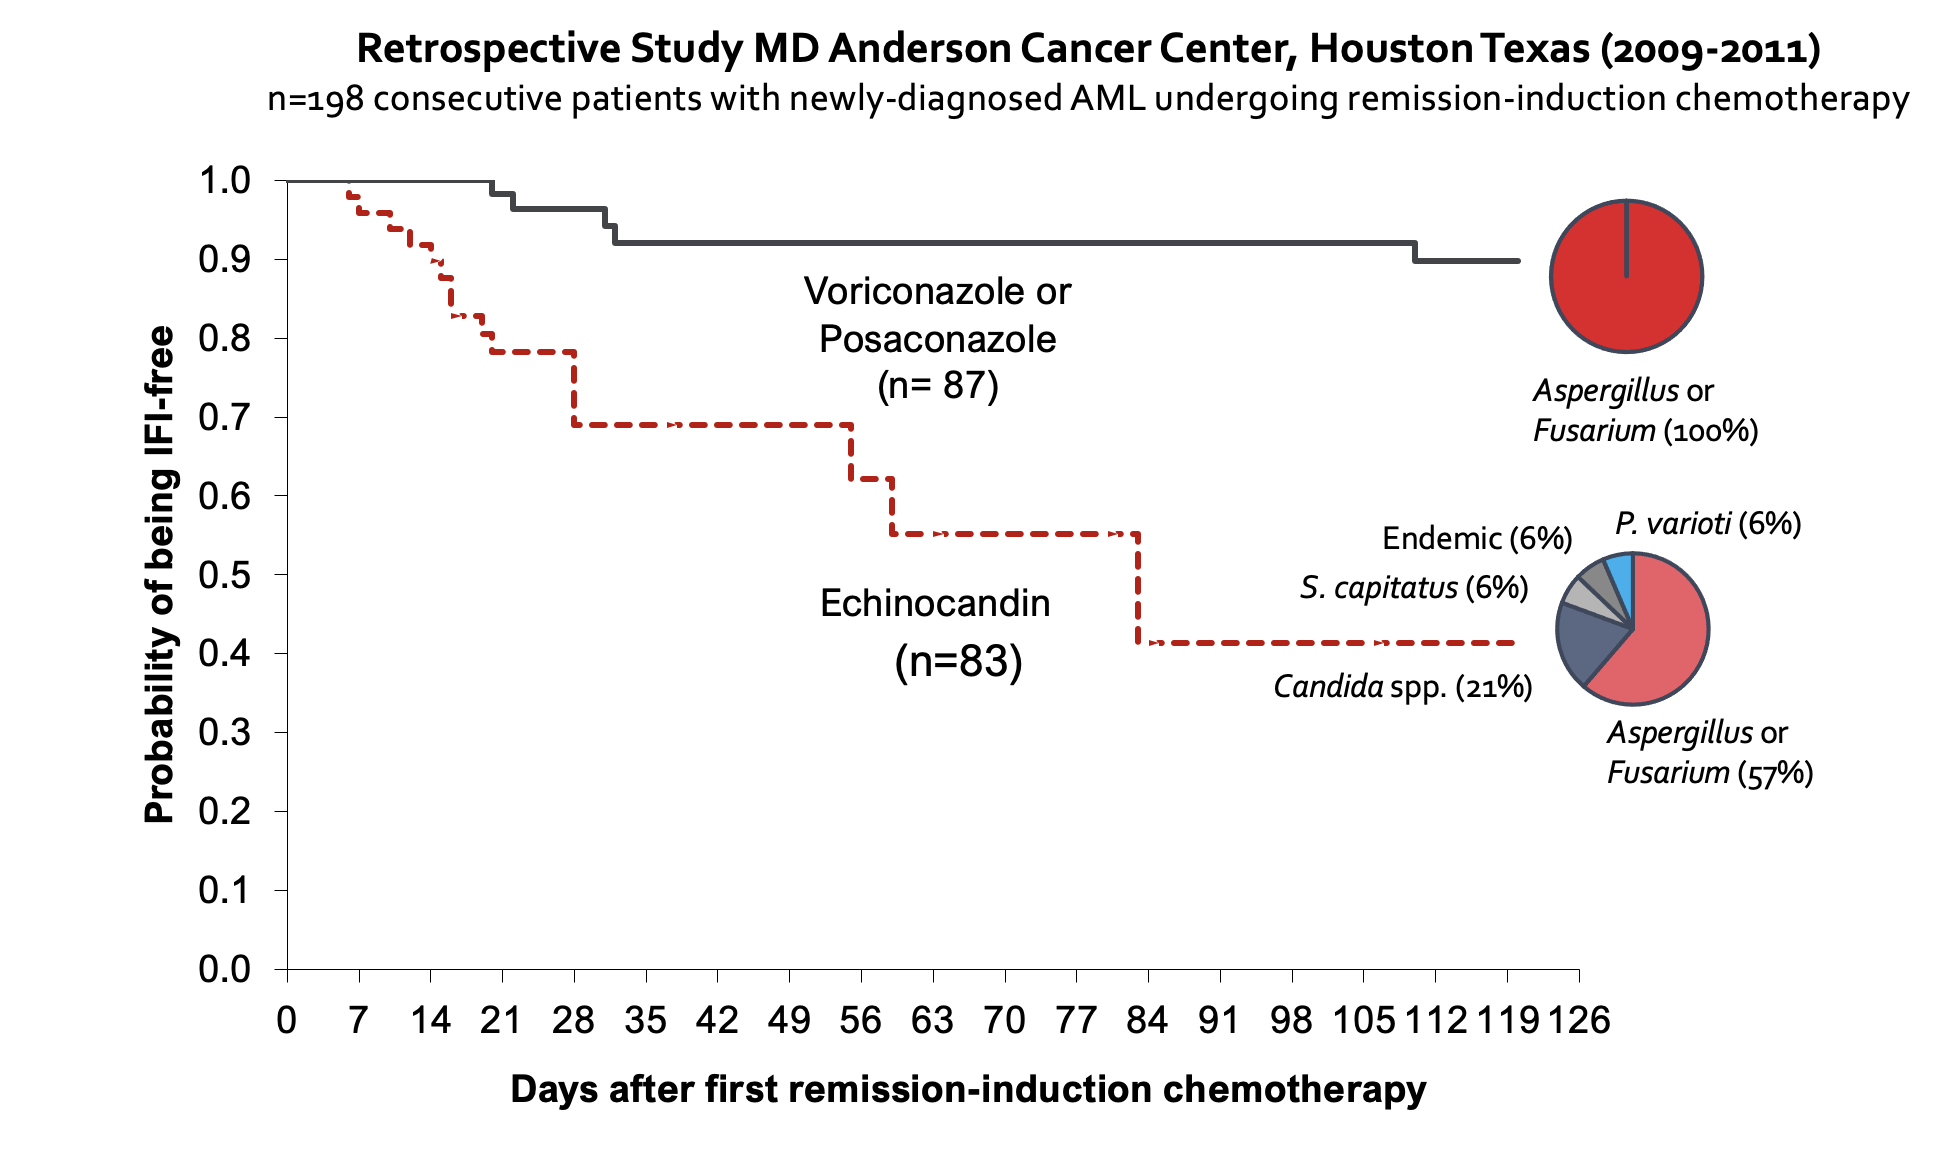 Retrospective Study MD Anderson Cancer Center, Houston Texas (2009-2011)
n=198 consecutive patients with newly-diagnosed AML undergoing remission-induction chemotherapy
Probability of being IFI-free
1.0
0.9
0.8
0.7
0.6
0.5
0.4
0.3
0.2
0.1
0.0
Voriconazole or
Posaconazole
(n= 87)
Echinocandin
(n=83)
Aspergillus or
Fusarium (100%)
P. varioti (6%)
Endemic (6%)
S. capitatus (6%)
Candida spp. (21%)
Aspergillus or
Fusarium (57%)
0 7 14 21 28 35 42 49 56 63 70 77 84 91 98 105 112 119 126
Days after first remission-induction chemotherapy